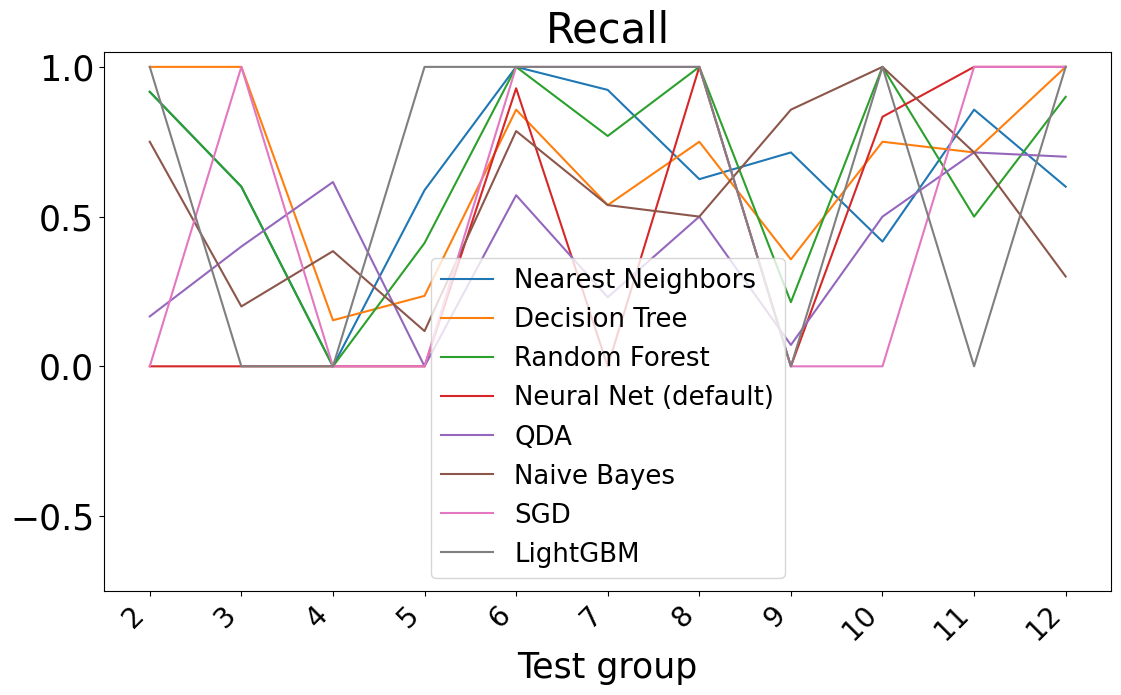 Recall
1.0
0.5
0.0
−0.5
Nearest Neighbors
Decision Tree
Random Forest
Neural Net (default)
QDA
Naive Bayes
SGD
LightGBM
2 3 4 5 6 7 8 9 10 11 12
Test group